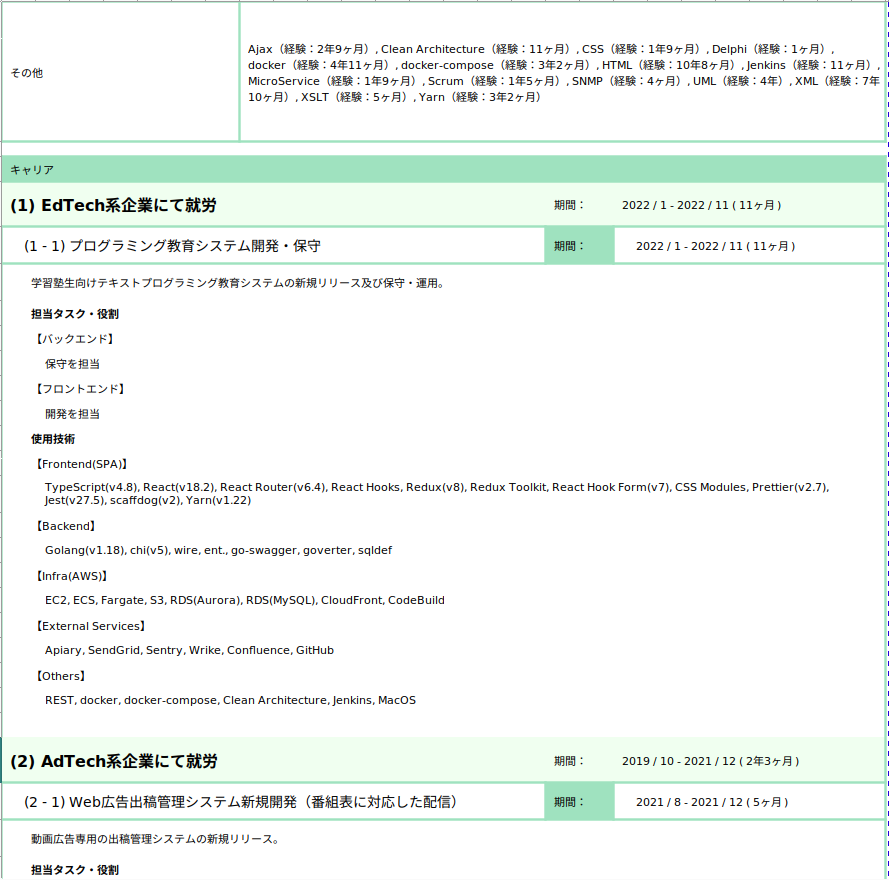 その他
Ajax（経験：2年9ヶ月）, Clean Architecture（経験：11ヶ月）, CSS（経験：1年9ヶ月）, Delphi（経験：1ヶ月）,
docker（経験：4年11ヶ月）, docker-compose（経験：3年2ヶ月）, HTML（経験：10年8ヶ月）, Jenkins（経験：11ヶ月）,
MicroService（経験：1年9ヶ月）, Scrum（経験：1年5ヶ月）, SNMP（経験：4ヶ月）, UML（経験：4年）, XML（経験：7年
10ヶ月）, XSLT（経験：5ヶ月）, Yarn（経験：3年2ヶ月）
キャリア
(1) EdTech系企業にて就労 期間： 2022 / 1 - 2022 / 11 ( 11ヶ月 )
(1 - 1) プログラミング教育システム開発・保守 期間： 2022 / 1 - 2022 / 11 ( 11ヶ月 )
学習塾生向けテキストプログラミング教育システムの新規リリース及び保守・運用。
担当タスク・役割
【バックエンド】
保守を担当
【フロントエンド】
開発を担当
使用技術
【Frontend(SPA)】
TypeScript(v4.8), React(v18.2), React Router(v6.4), React Hooks, Redux(v8), Redux Toolkit, React Hook Form(v7), CSS Modules, Prettier(v2.7),
Jest(v27.5), scaffdog(v2), Yarn(v1.22)
【Backend】
Golang(v1.18), chi(v5), wire, ent., go-swagger, goverter, sqldef
【Infra(AWS)】
EC2, ECS, Fargate, S3, RDS(Aurora), RDS(MySQL), CloudFront, CodeBuild
【External Services】
Apiary, SendGrid, Sentry, Wrike, Confluence, GitHub
【Others】
REST, docker, docker-compose, Clean Architecture, Jenkins, MacOS
(2) AdTech系企業にて就労 期間： 2019 / 10 - 2021 / 12 ( 2年3ヶ月 )
(2 - 1) Web広告出稿管理システム新規開発（番組表に対応した配信） 期間： 2021 / 8 - 2021 / 12 ( 5ヶ月 )
動画広告専用の出稿管理システムの新規リリース。
担当タスク・役割